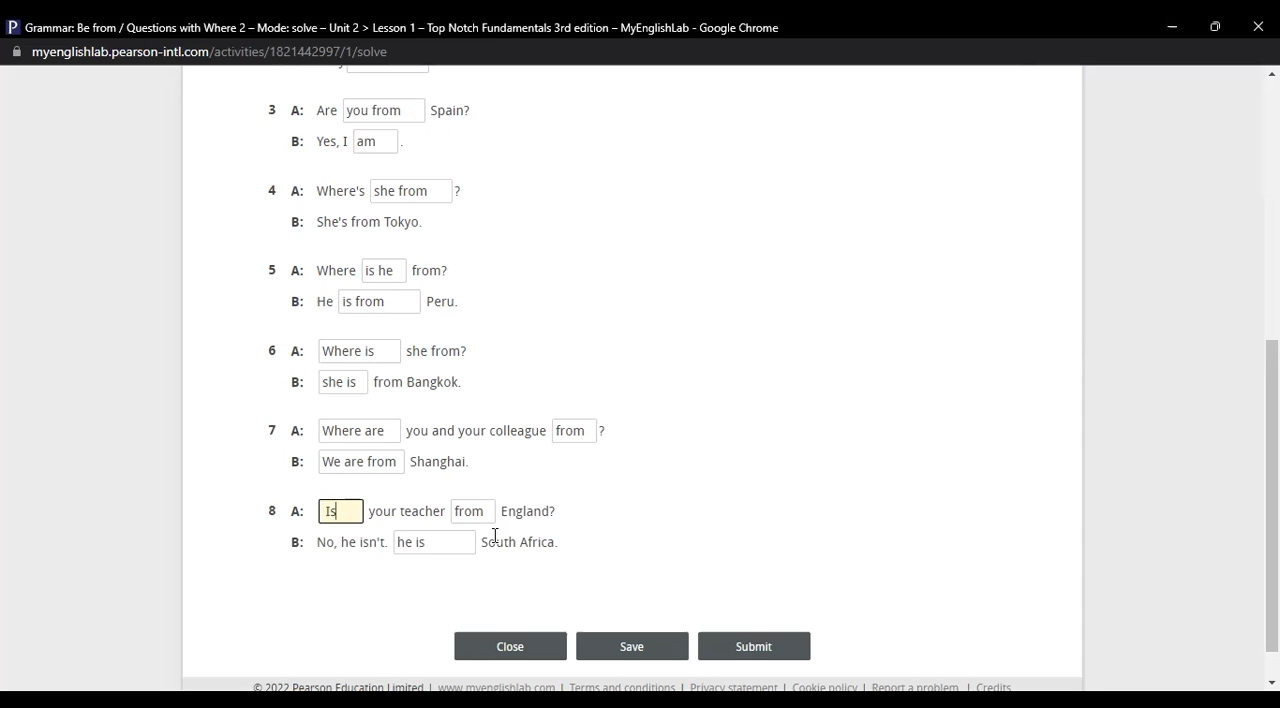 Grammar: Be from / Questions with Where 2 – Mode: solve – Unit 2 > Lesson 1 – Top Notch Fundamentals 3rd edition – MyEnglishLab - Google Chrome
myenglishlab.pearson-intl.com/activities/1821442997/1/solve
3 A: Are you from Spain?
B: Yes, I am .
4 A: Where's she from ?
B: She's from Tokyo.
5 A: Where is he from?
B: He is from Peru.
6 A: Where is she from?
B: she is from Bangkok.
7 A: Where are you and your colleague from ?
B: We are from Shanghai.
8 A: Is your teacher from England?
B: No, he isn't. he is South Africa.
Close Save Submit
© 2022 Pearson Education Limited | www.myenglishlab.com | Terms and conditions | Privacy statement | Cookie policy | Report a problem | Credits